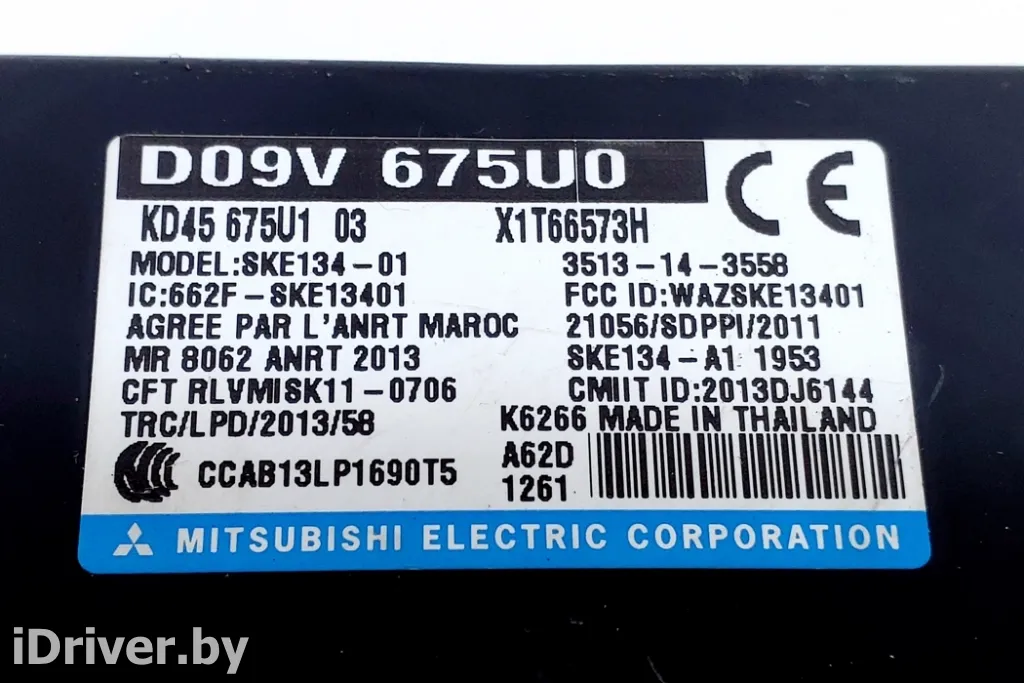 D09V 675U0
CE
KD45 675U1 03 X1T66573H
MODEL:SKE134-01 3513-14-3558
IC:662F-SKE13401 FCC ID:WAZSKE13401
AGREE PAR L'ANRT MAROC 21056/SDPPI/2011
MR 8062 ANRT 2013 SKE134-A1 1953
CFT RLVMISK11-0706 CMIIT ID:2013DJ6144
TRC/LPD/2013/58 K6266 MADE IN THAILAND
CCC CCAB13LP1690T5 A62D
1261
MITSUBISHI ELECTRIC CORPORATION
iDriver.by